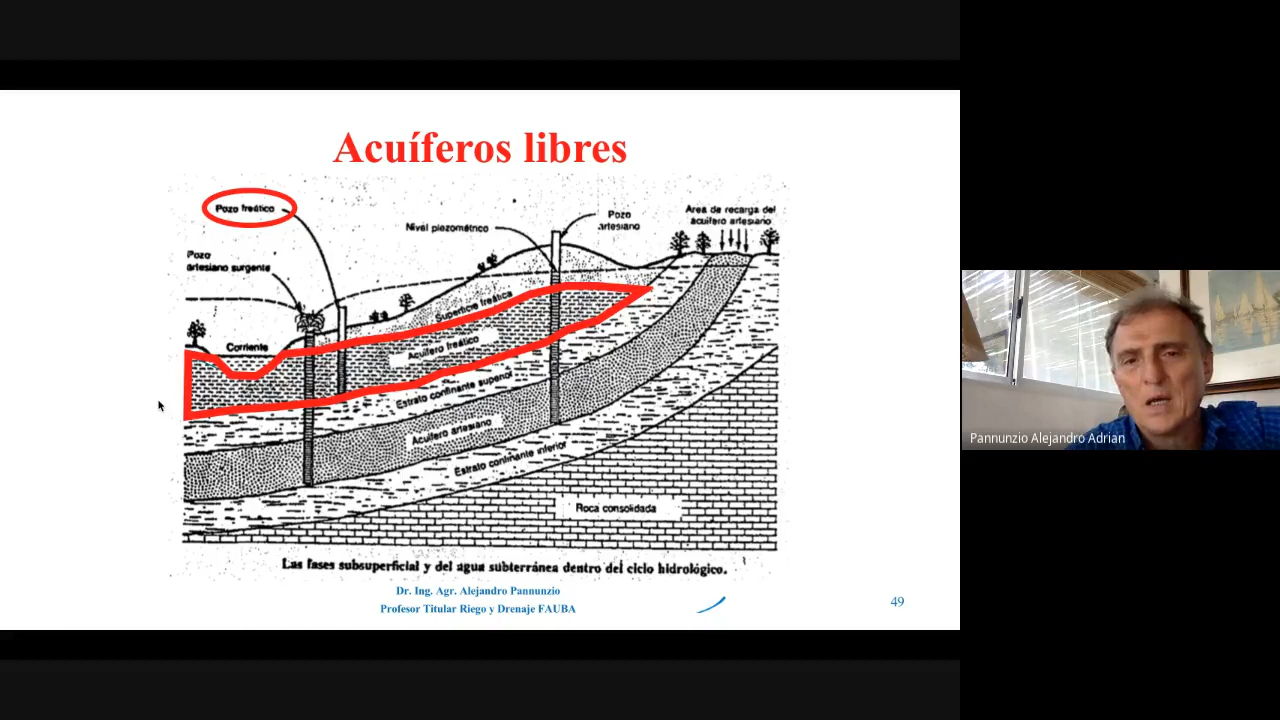 Acuíferos libres
Pozo freático
Pozo
artesiano
Area de recarga del
acuífero artesiano
Nivel piezométrico
Pozo
artesiano surgente
Superficie freática
Corriente
Acuífero freático
Estrato confinante superior
Acuífero artesiano
Estrato confinante inferior
Roca consolidada
Las fases subsuperficial y del agua subterránea dentro del ciclo hidrológico.
Dr. Ing. Agr. Alejandro Pannunzio
Profesor Titular Riego y Drenaje FAUBA
49
Pannunzio Alejandro Adrian